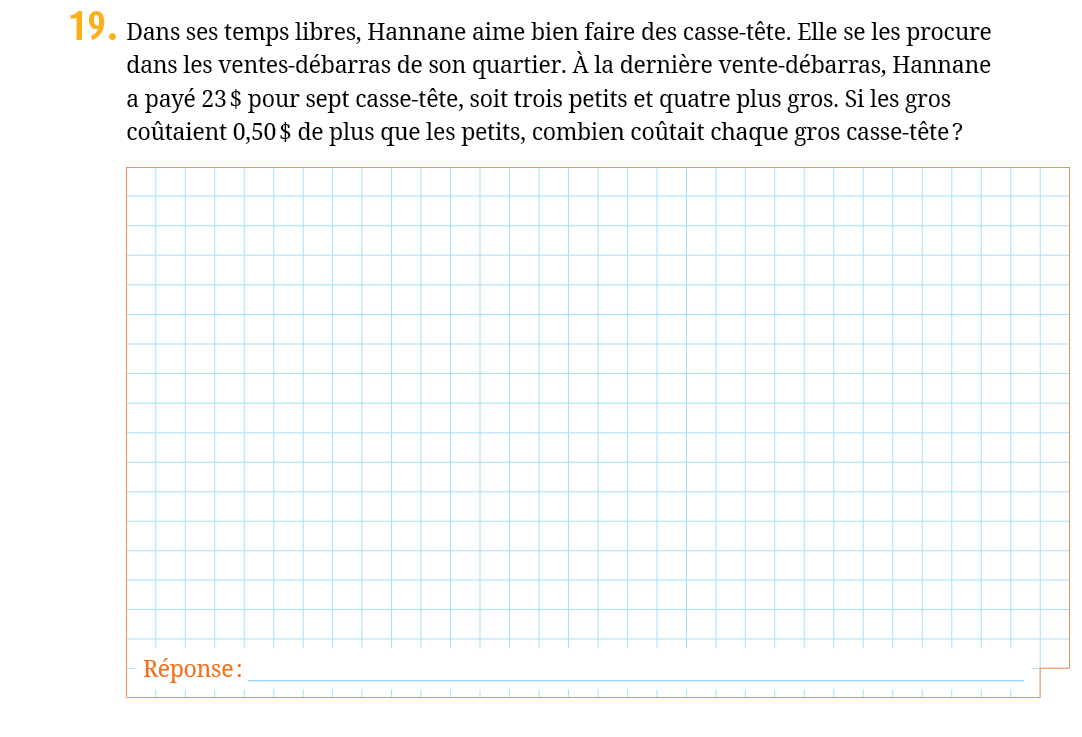 19. Dans ses temps libres, Hannane aime bien faire des casse-tête. Elle se les procure
dans les ventes-débarras de son quartier. À la dernière vente-débarras, Hannane
a payé 23 $ pour sept casse-tête, soit trois petits et quatre plus gros. Si les gros
coûtaient 0,50 $ de plus que les petits, combien coûtait chaque gros casse-tête ?
Réponse :